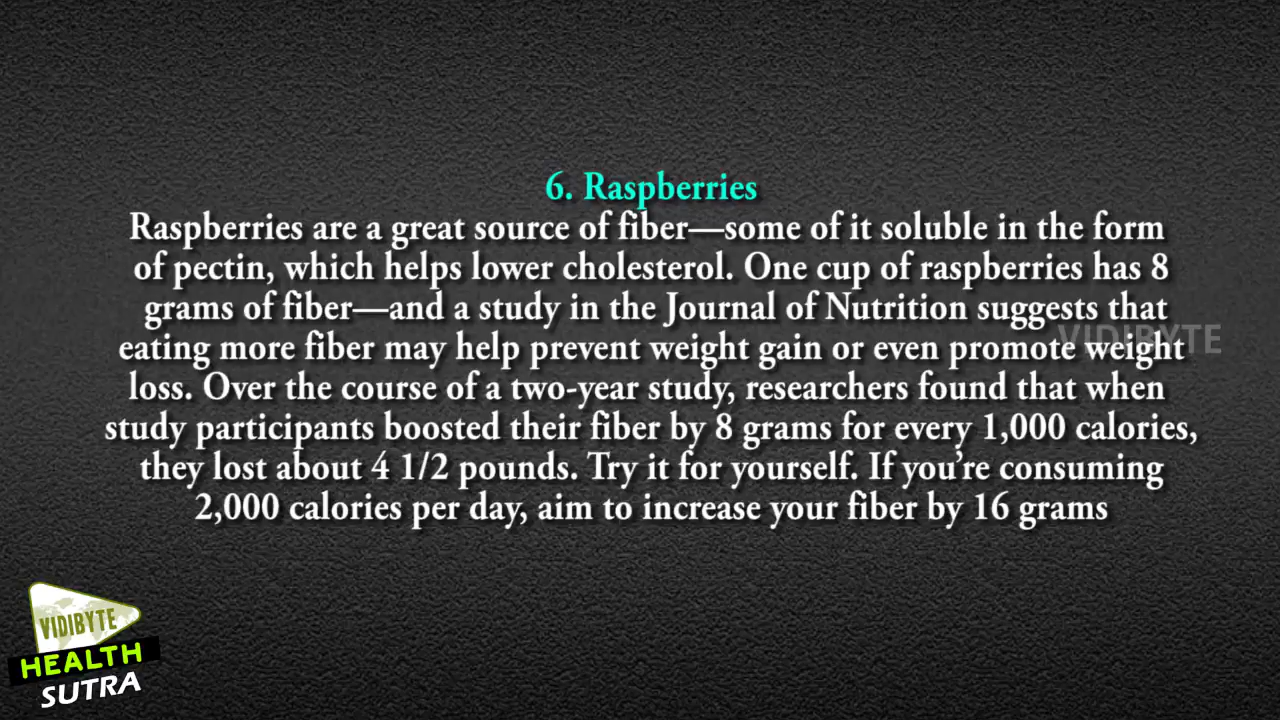 6. Raspberries
Raspberries are a great source of fiber—some of it soluble in the form
of pectin, which helps lower cholesterol. One cup of raspberries has 8
grams of fiber—and a study in the Journal of Nutrition suggests that
eating more fiber may help prevent weight gain or even promote weight
loss. Over the course of a two-year study, researchers found that when
study participants boosted their fiber by 8 grams for every 1,000 calories,
they lost about 4 1/2 pounds. Try it for yourself. If you’re consuming
2,000 calories per day, aim to increase your fiber by 16 grams
VIDIBYTE
VIDIBYTE
HEALTH
SUTRA